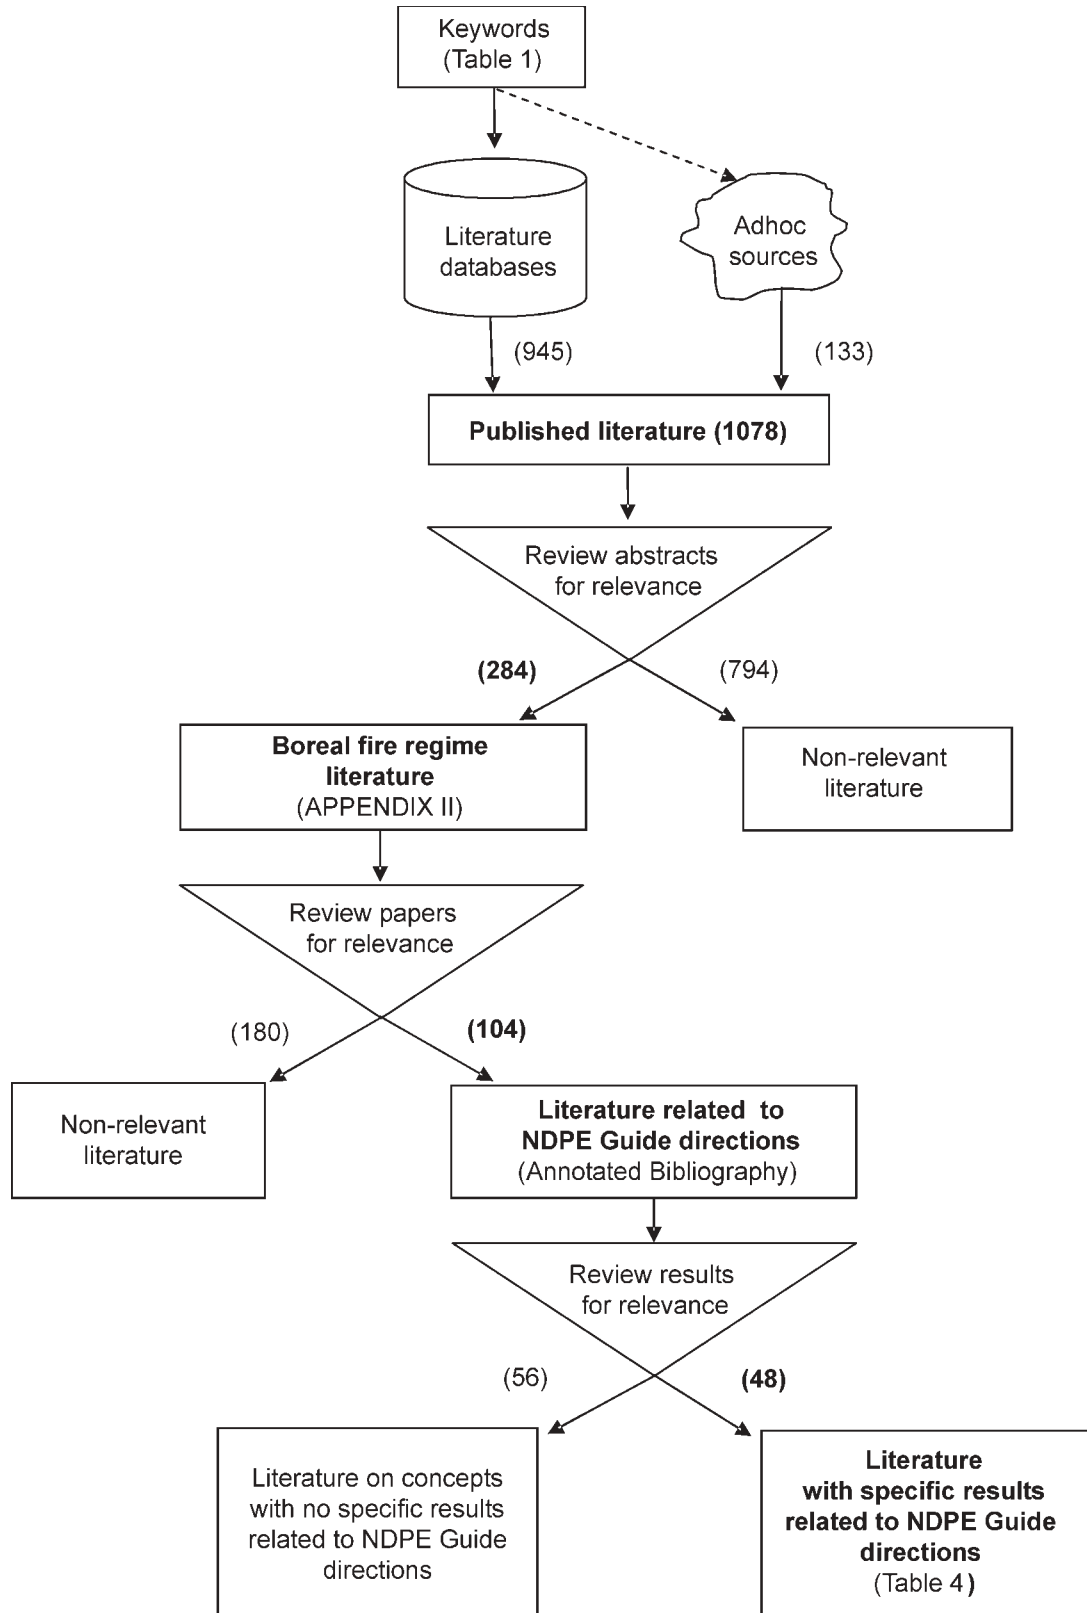 Keywords
(Table 1)
Literature
databases
Adhoc
sources
(945)
(133)
Published literature (1078)
Review abstracts
for relevance
(284)
(794)
Boreal fire regime
literature
(APPENDIX II)
Non-relevant
literature
Review papers
for relevance
(180)
(104)
Non-relevant
literature
Literature related to
NDPE Guide directions
(Annotated Bibliography)
Review results
for relevance
(56)
(48)
Literature on concepts
with no specific results
related to NDPE Guide
directions
Literature
with specific results
related to NDPE Guide
directions
(Table 4)